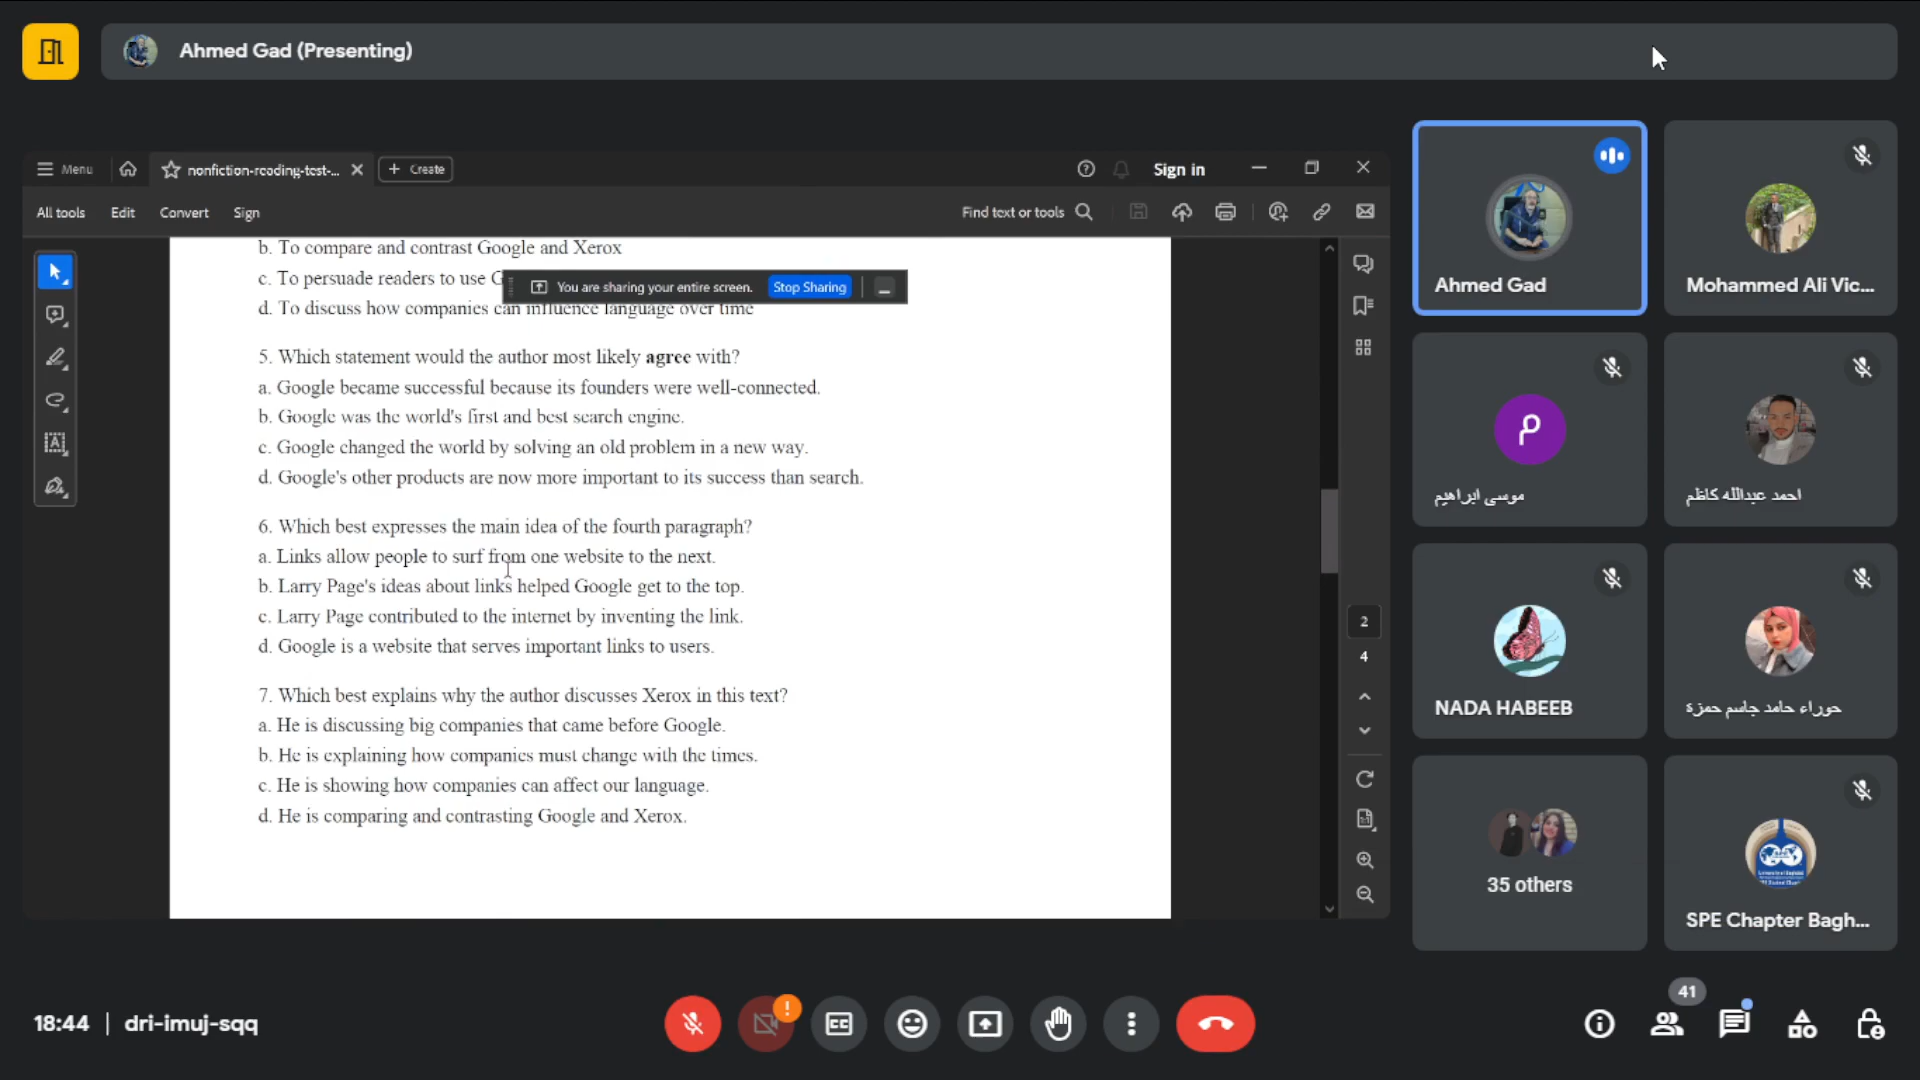 Ahmed Gad (Presenting)
Menu
nonfiction-reading-test-...
Create
Sign in
All tools
Edit
Convert
Sign
Find text or tools
b. To compare and contrast Google and Xerox
c. To persuade readers to use G
You are sharing your entire screen.
Stop Sharing
d. To discuss how companies can influence language over time
5. Which statement would the author most likely agree with?
a. Google became successful because its founders were well-connected.
b. Google was the world's first and best search engine.
c. Google changed the world by solving an old problem in a new way.
d. Google's other products are now more important to its success than search.
6. Which best expresses the main idea of the fourth paragraph?
a. Links allow people to surf from one website to the next.
b. Larry Page's ideas about links helped Google get to the top.
c. Larry Page contributed to the internet by inventing the link.
d. Google is a website that serves important links to users.
7. Which best explains why the author discusses Xerox in this text?
a. He is discussing big companies that came before Google.
b. He is explaining how companies must change with the times.
c. He is showing how companies can affect our language.
d. He is comparing and contrasting Google and Xerox.
2
4
Ahmed Gad
Mohammed Ali Vic...
موسى ابراهيم
احمد عبدالله كاظم
NADA HABEEB
حوراء حامد جاسم حمزة
35 others
SPE Chapter Bagh...
18:44 | dri-imuj-sqq
41